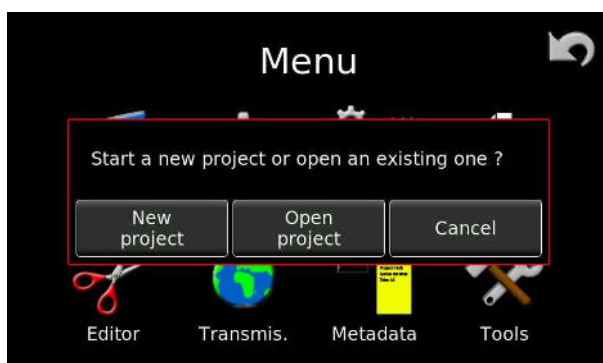 Menu
Start a new project or open an existing one ?
New
project
Open
project
Cancel
Editor
Transmis.
Metadata
Tools